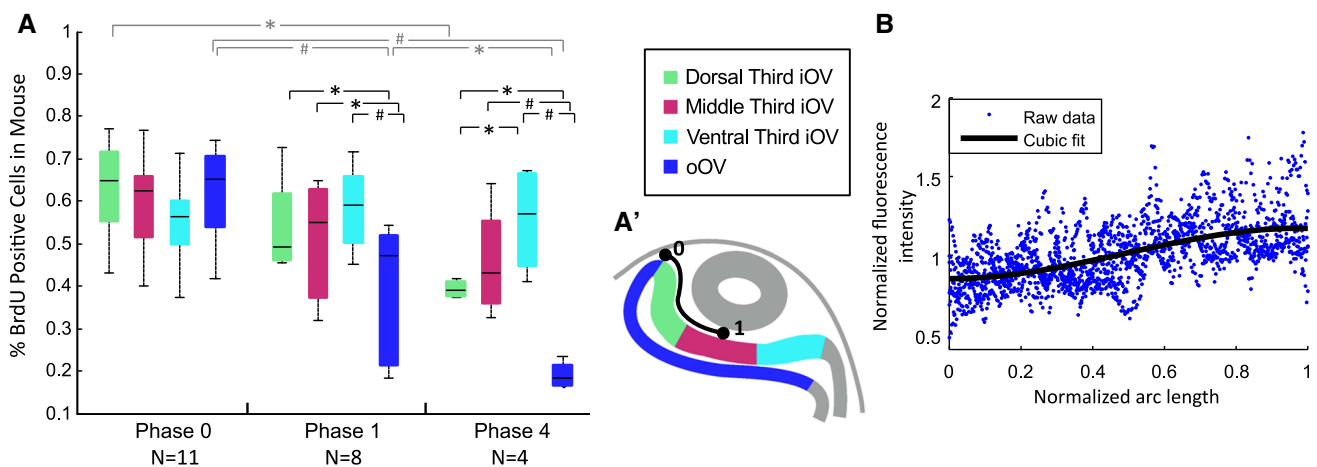 A
% BrdU Positive Cells in Mouse
1
0.9
0.8
0.7
0.6
0.5
0.4
0.3
0.2
0.1
*
#
#
*
*
*
#
*
#
#
*
Phase 0
N=11
Phase 1
N=8
Phase 4
N=4
Dorsal Third iOV
Middle Third iOV
Ventral Third iOV
oOV
A'
0
1
B
Normalized fluorescence
intensity
2
1.5
1
0.5
Raw data
Cubic fit
0
0.2
0.4
0.6
0.8
1
Normalized arc length